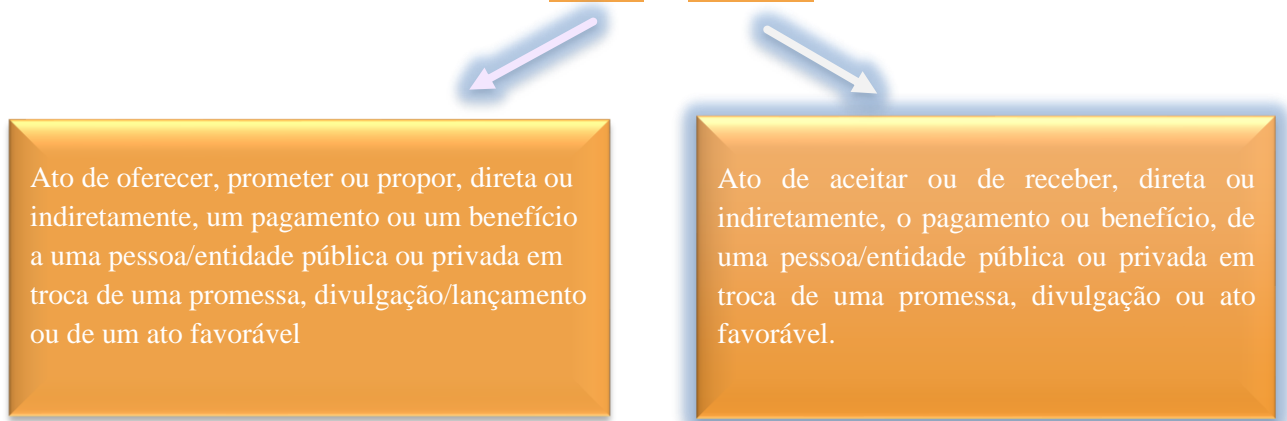 Ato de oferecer, prometer ou propor, direta ou
indiretamente, um pagamento ou um benefício
a uma pessoa/entidade pública ou privada em
troca de uma promessa, divulgação/lançamento
ou de um ato favorável
Ato de aceitar ou de receber, direta ou
indiretamente, o pagamento ou benefício, de
uma pessoa/entidade pública ou privada em
troca de uma promessa, divulgação ou ato
favorável.